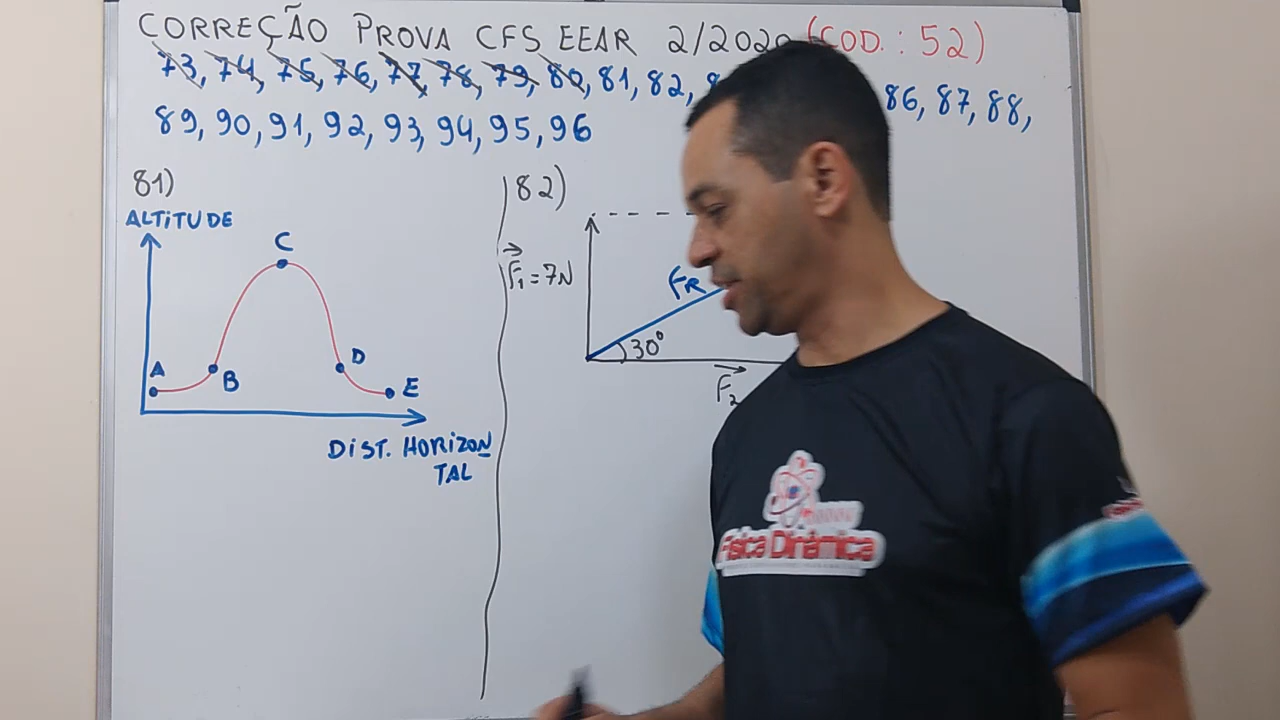 CORREÇÃO PROVA CFS EEAR 2/2020 (COD.: 52)
73, 74, 75, 76, 77, 78, 79, 80, 81, 82, 86, 87, 88,
89, 90, 91, 92, 93, 94, 95, 96
81)
ALTITUDE
C
A
B
D
E
DIST. HORIZON
TAL
82)
F₁ = 7N
FR
30°
F₂
Física Dinâmica